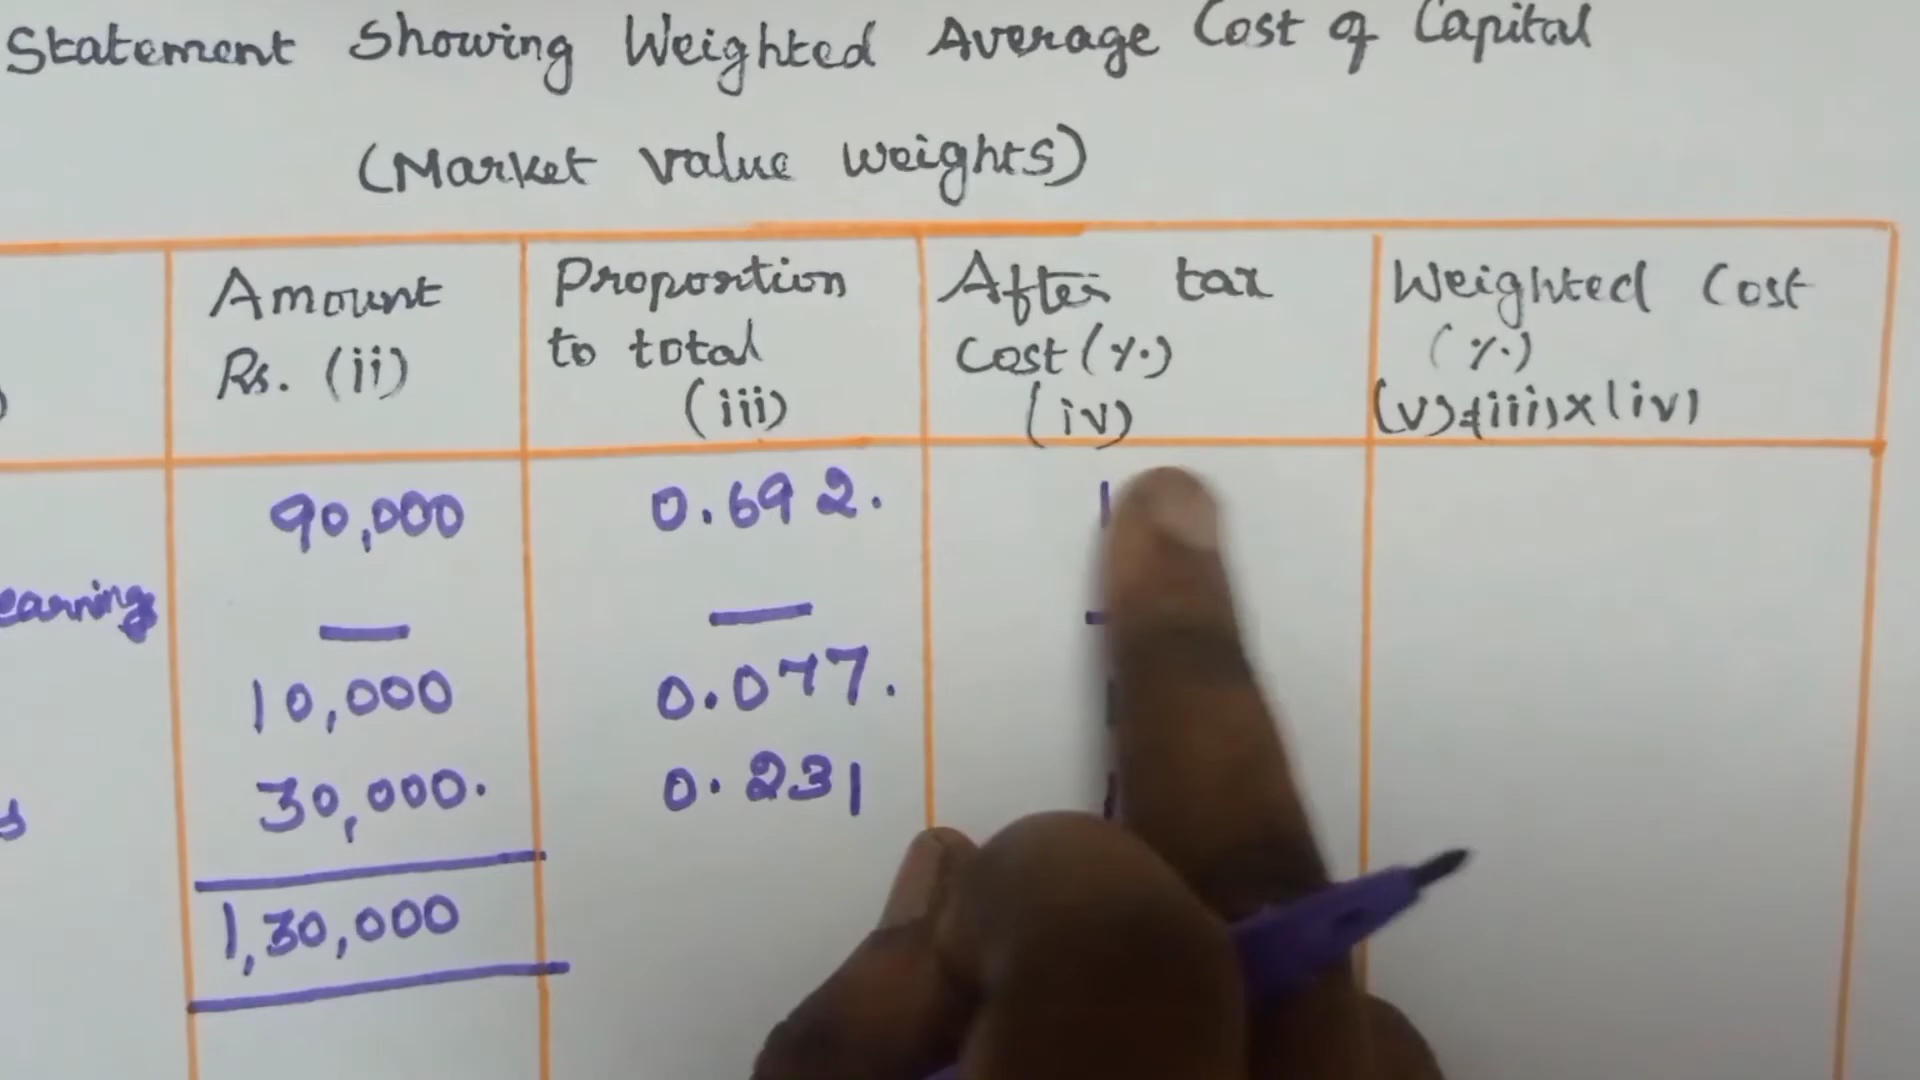 Statement Showing Weighted Average Cost of Capital
(Market value weights)
Amount
Rs. (ii)
Proportion
to total
(iii)
After tax
Cost (%)
(iv)
Weighted Cost
(%)
(v)=(iii)x(iv)
90,000 0.692.
earning — —
10,000 0.077.
30,000. 0.231
1,30,000